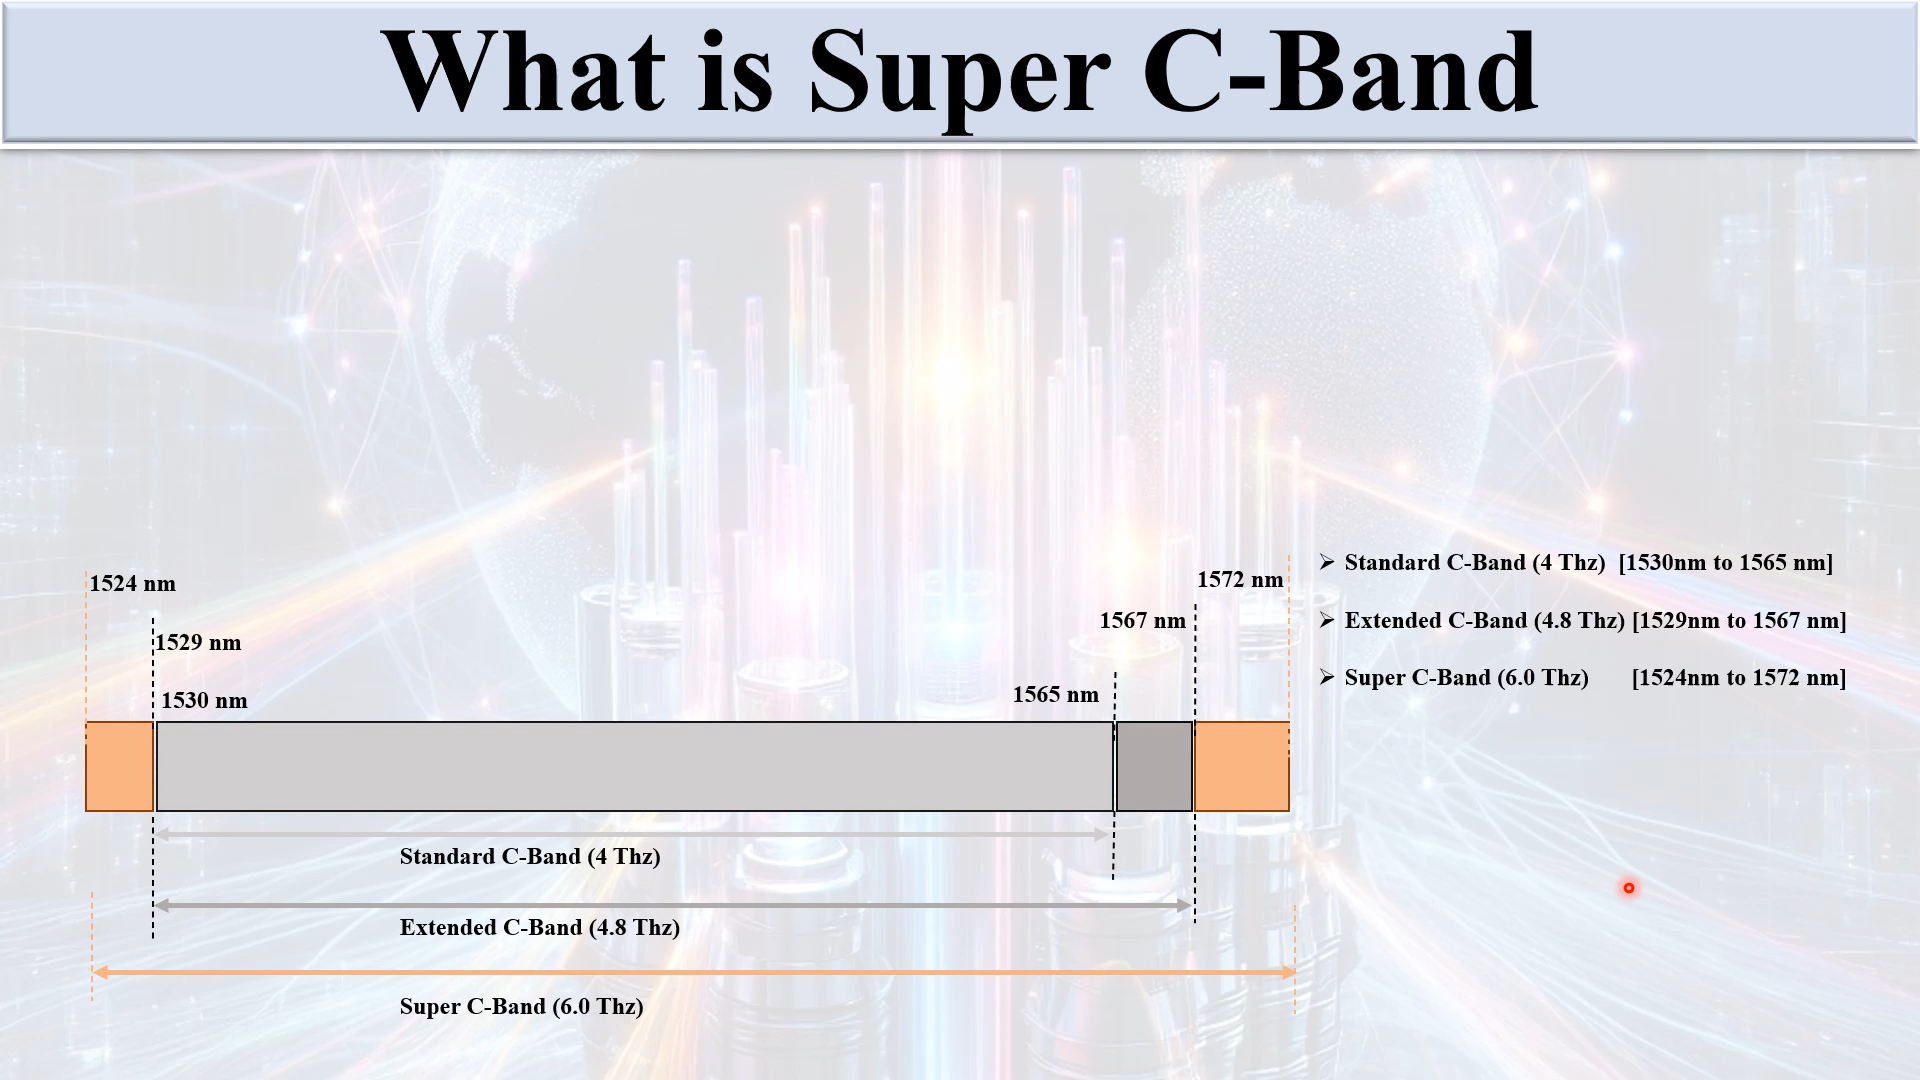 What is Super C-Band
1524 nm
1529 nm
1530 nm
1565 nm
1567 nm
1572 nm
➢ Standard C-Band (4 Thz) [1530nm to 1565 nm]
➢ Extended C-Band (4.8 Thz) [1529nm to 1567 nm]
➢ Super C-Band (6.0 Thz) [1524nm to 1572 nm]
Standard C-Band (4 Thz)
Extended C-Band (4.8 Thz)
Super C-Band (6.0 Thz)